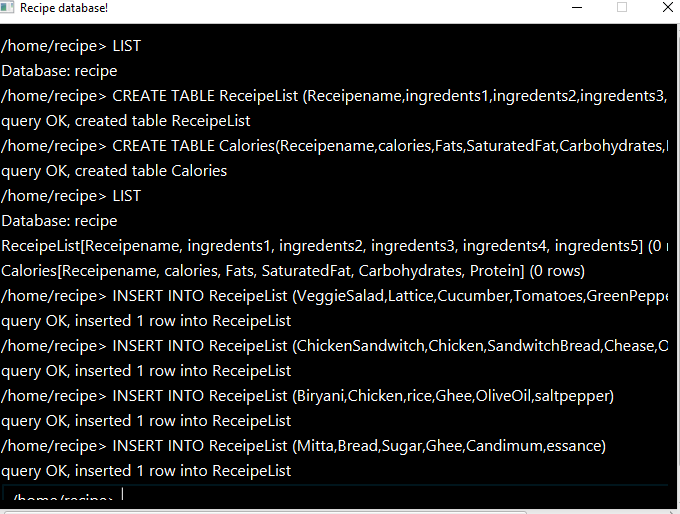 Recipe database!
/home/recipe> LIST
Database: recipe
/home/recipe> CREATE TABLE ReceipeList (Receipename,ingredents1,ingredents2,ingredents3,
query OK, created table ReceipeList
/home/recipe> CREATE TABLE Calories(Receipename,calories,Fats,SaturatedFat,Carbohydrates,
query OK, created table Calories
/home/recipe> LIST
Database: recipe
ReceipeList[Receipename, ingredents1, ingredents2, ingredents3, ingredents4, ingredents5] (0
Calories[Receipename, calories, Fats, SaturatedFat, Carbohydrates, Protein] (0 rows)
/home/recipe> INSERT INTO ReceipeList (VeggieSalad,Lattice,Cucumber,Tomatoes,GreenPeppe
query OK, inserted 1 row into ReceipeList
/home/recipe> INSERT INTO ReceipeList (ChickenSandwitch,Chicken,SandwitchBread,Chease,O
query OK, inserted 1 row into ReceipeList
/home/recipe> INSERT INTO ReceipeList (Biryani,Chicken,rice,Ghee,OliveOil,saltpepper)
query OK, inserted 1 row into ReceipeList
/home/recipe> INSERT INTO ReceipeList (Mitta,Bread,Sugar,Ghee,Candimum,essance)
query OK, inserted 1 row into ReceipeList
/home/recipe>